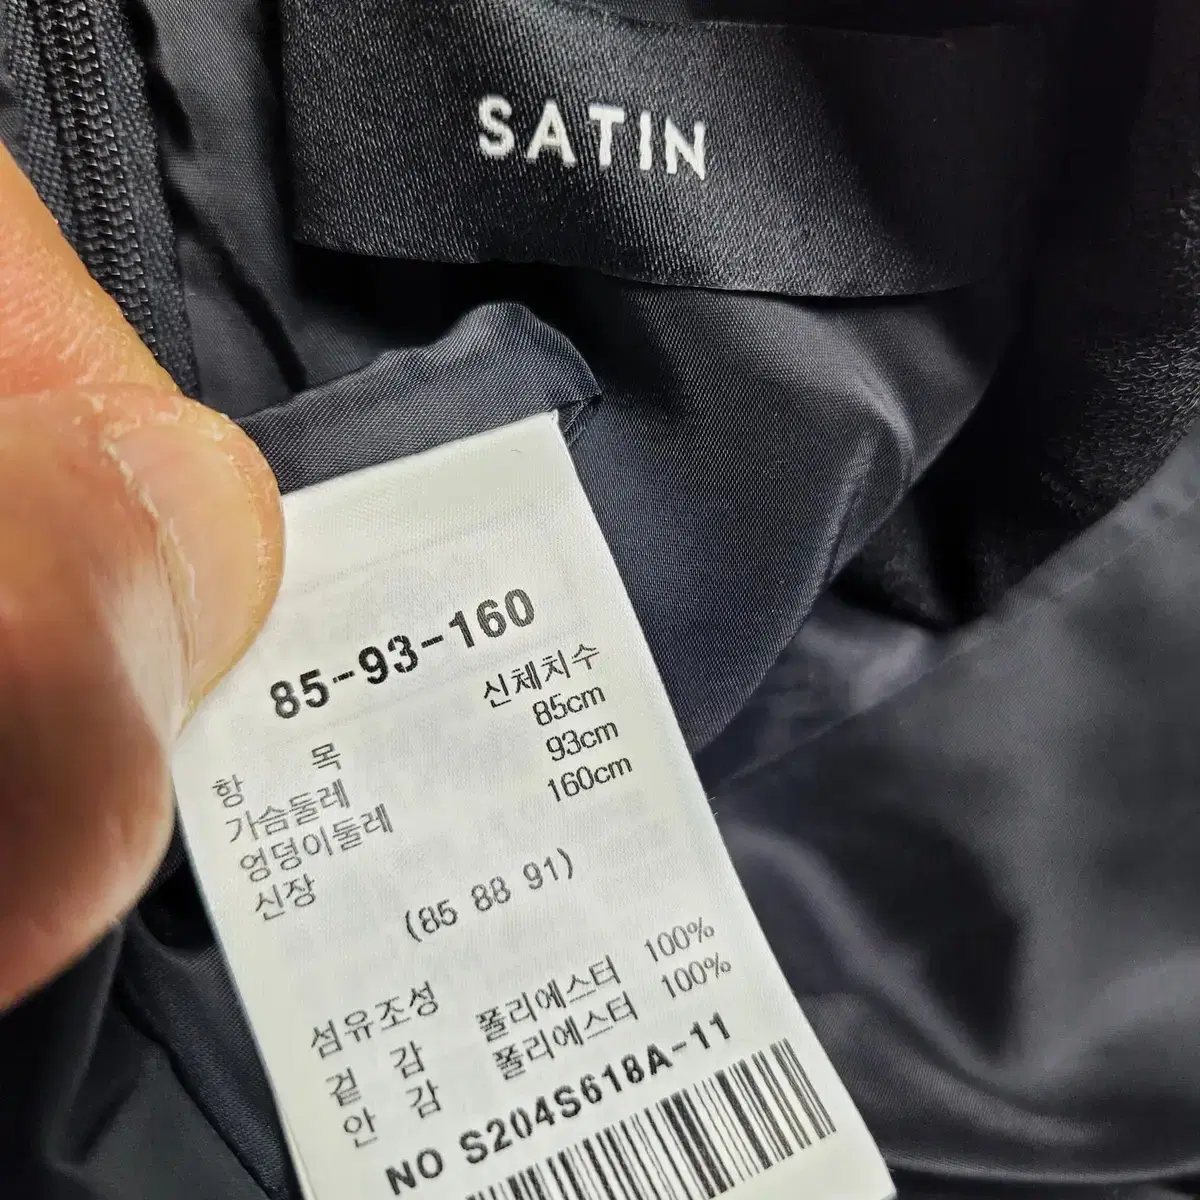 SATIN
85-93-160
항 목 신체치수
가슴둘레 85cm
엉덩이둘레 93cm
신장 160cm
(85 88 91)
섬유조성
겉 감 폴리에스터 100%
안 감 폴리에스터 100%
NO S204S618A-11